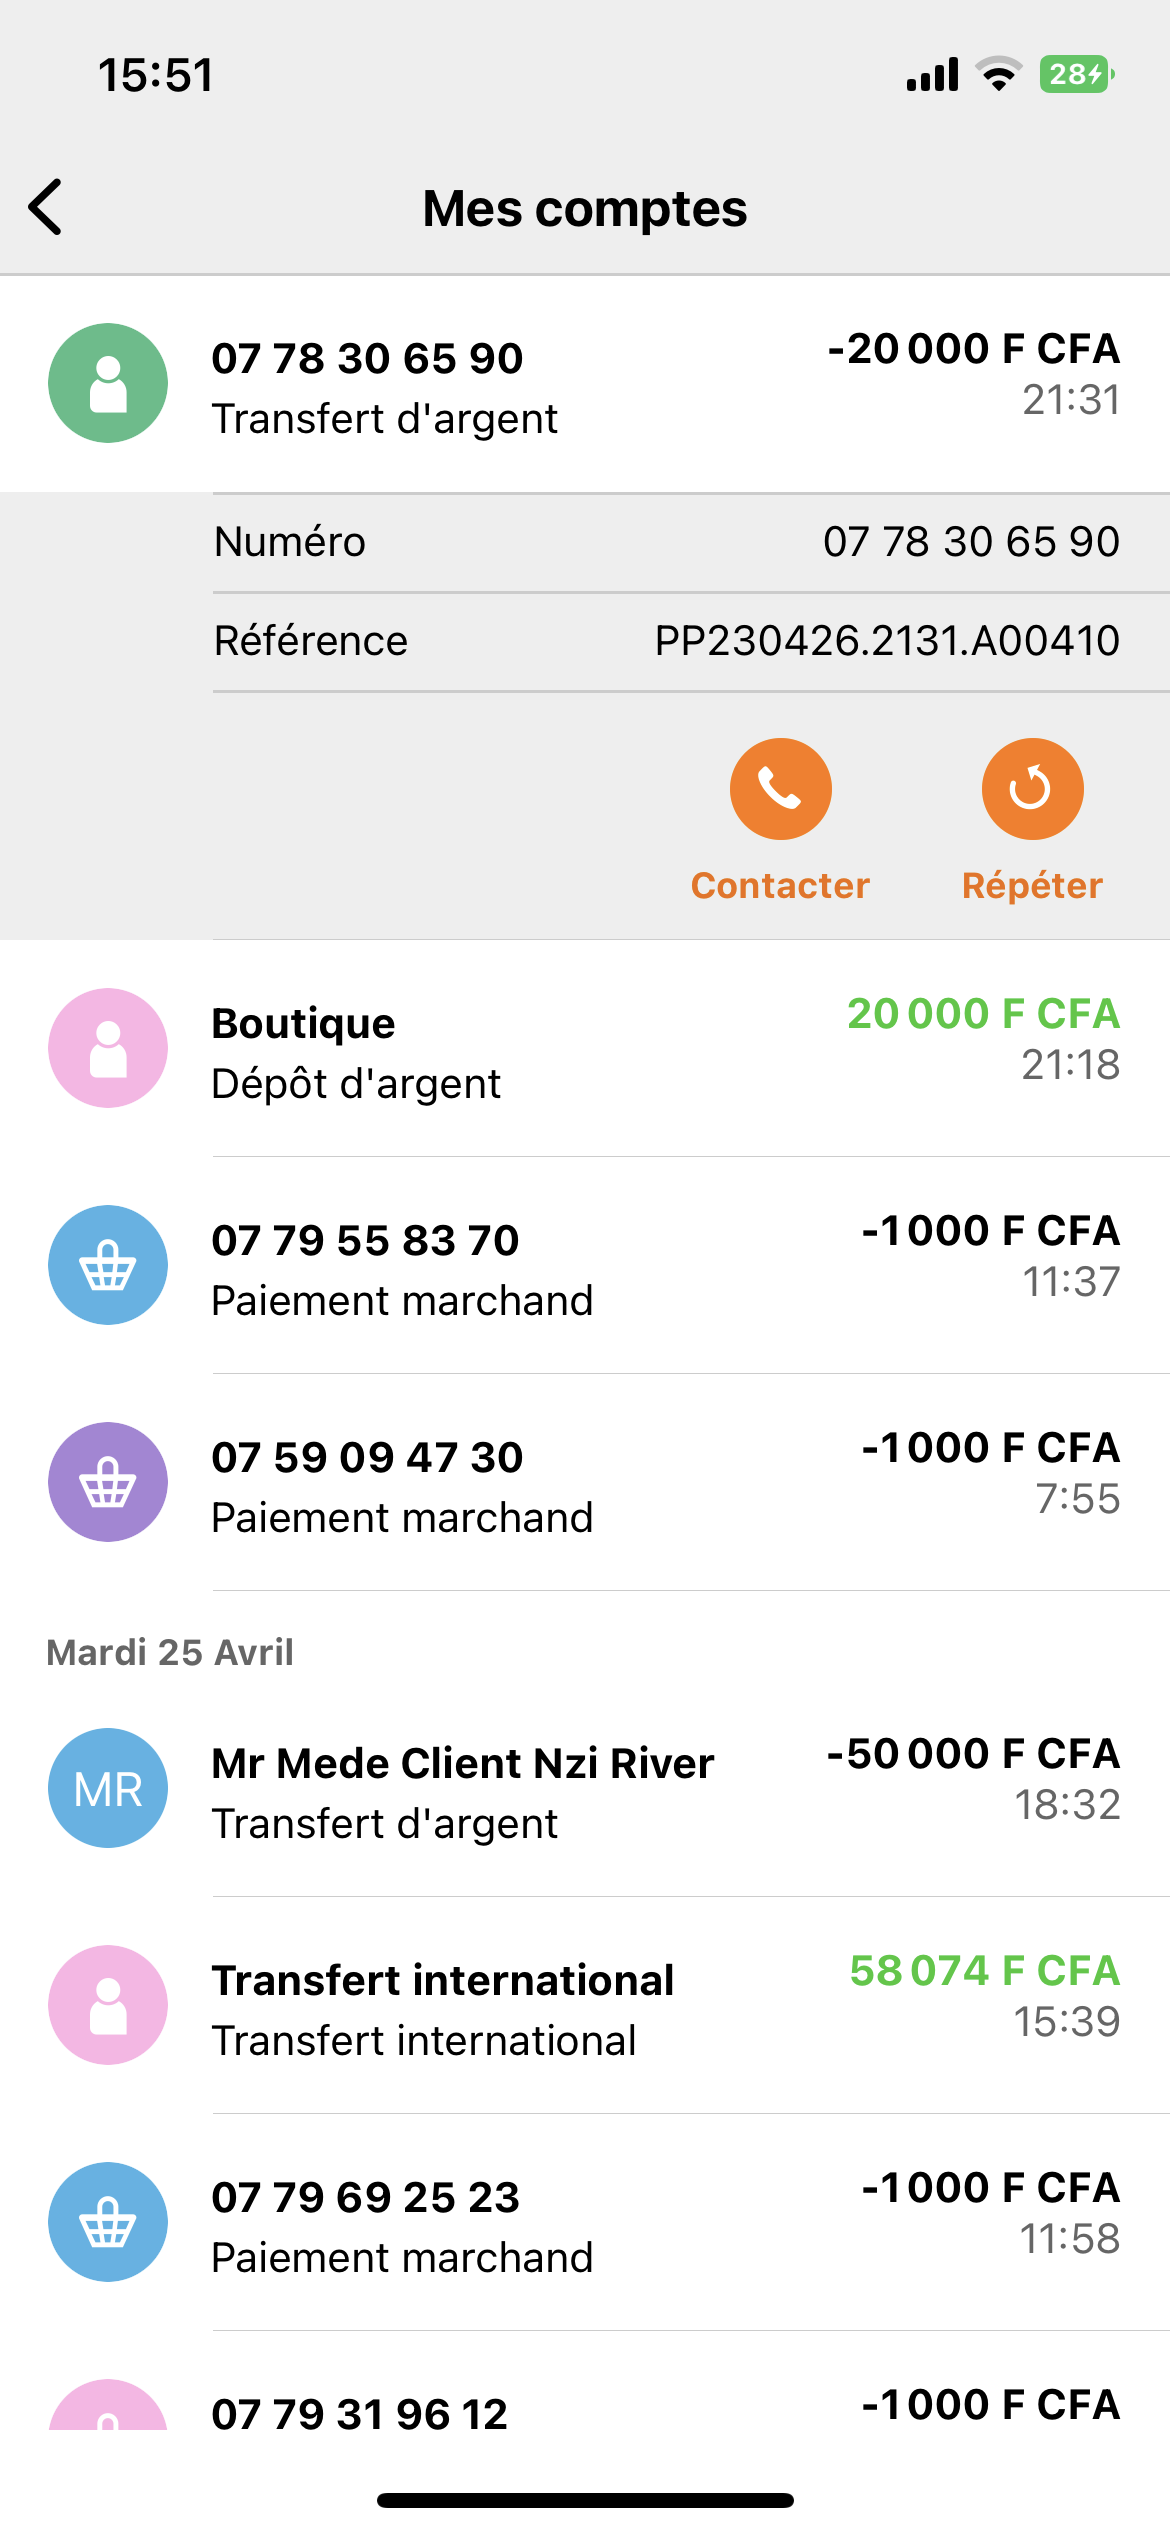 15:51
28
Mes comptes
07 78 30 65 90
-20 000 F CFA
Transfert d'argent
21:31
Numéro
07 78 30 65 90
Référence
PP230426.2131.A00410
Contacter
Répéter
Boutique
20 000 F CFA
Dépôt d'argent
21:18
07 79 55 83 70
-1 000 F CFA
Paiement marchand
11:37
07 59 09 47 30
-1 000 F CFA
Paiement marchand
7:55
Mardi 25 Avril
MR
Mr Mede Client Nzi River
-50 000 F CFA
Transfert d'argent
18:32
Transfert international
58 074 F CFA
Transfert international
15:39
07 79 69 25 23
-1 000 F CFA
Paiement marchand
11:58
07 79 31 96 12
-1 000 F CFA